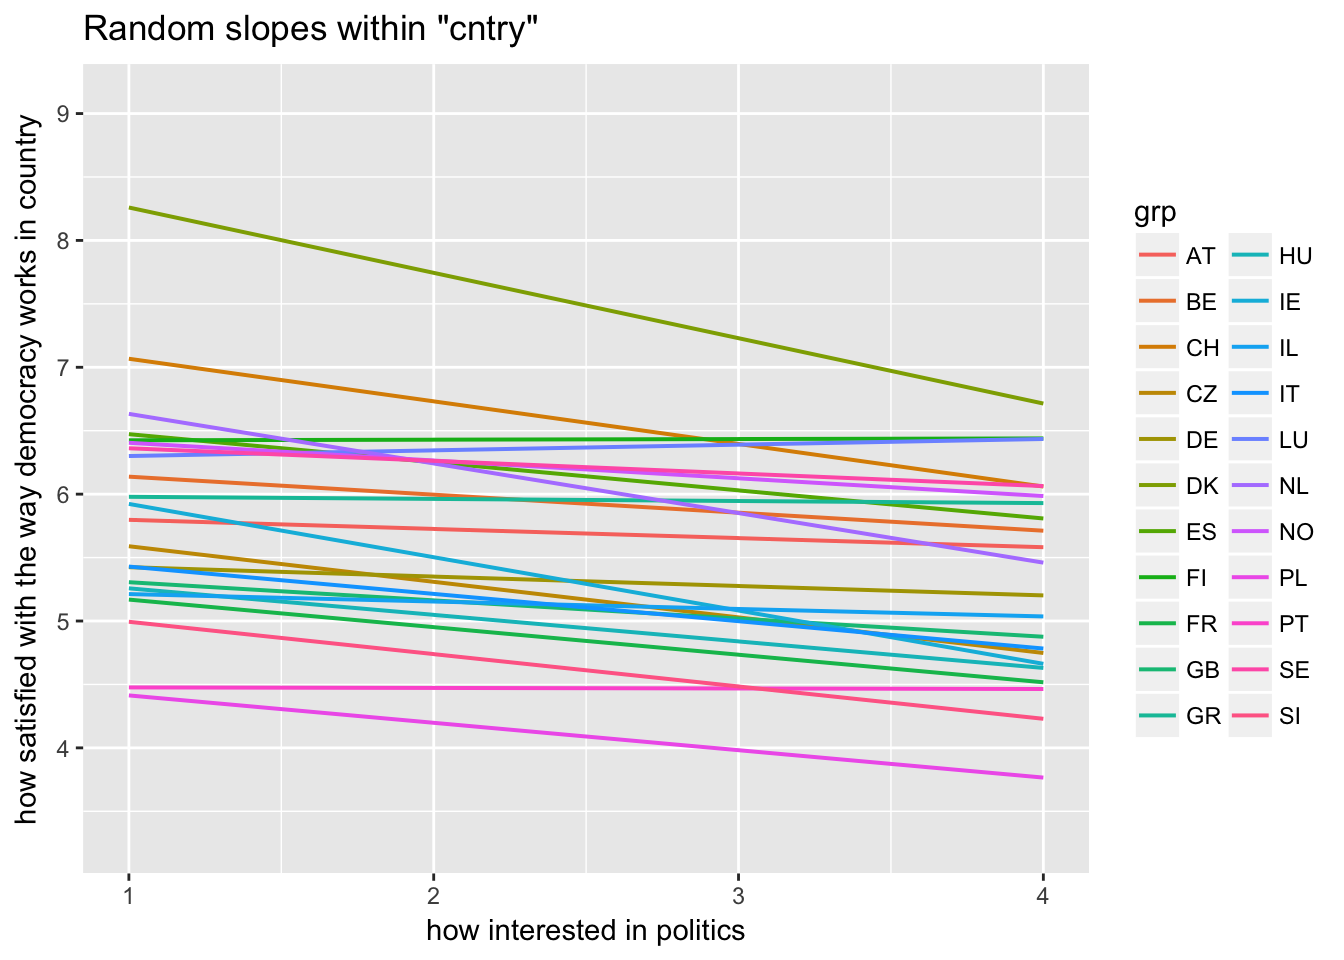 Random slopes within "cntry"
how satisfied with the way democracy works in country
9
8
7
6
5
4
1 2 3 4
how interested in politics
grp
AT HU
BE IE
CH IL
CZ IT
DE LU
DK NL
ES NO
FI PL
FR PT
GB SE
GR SI